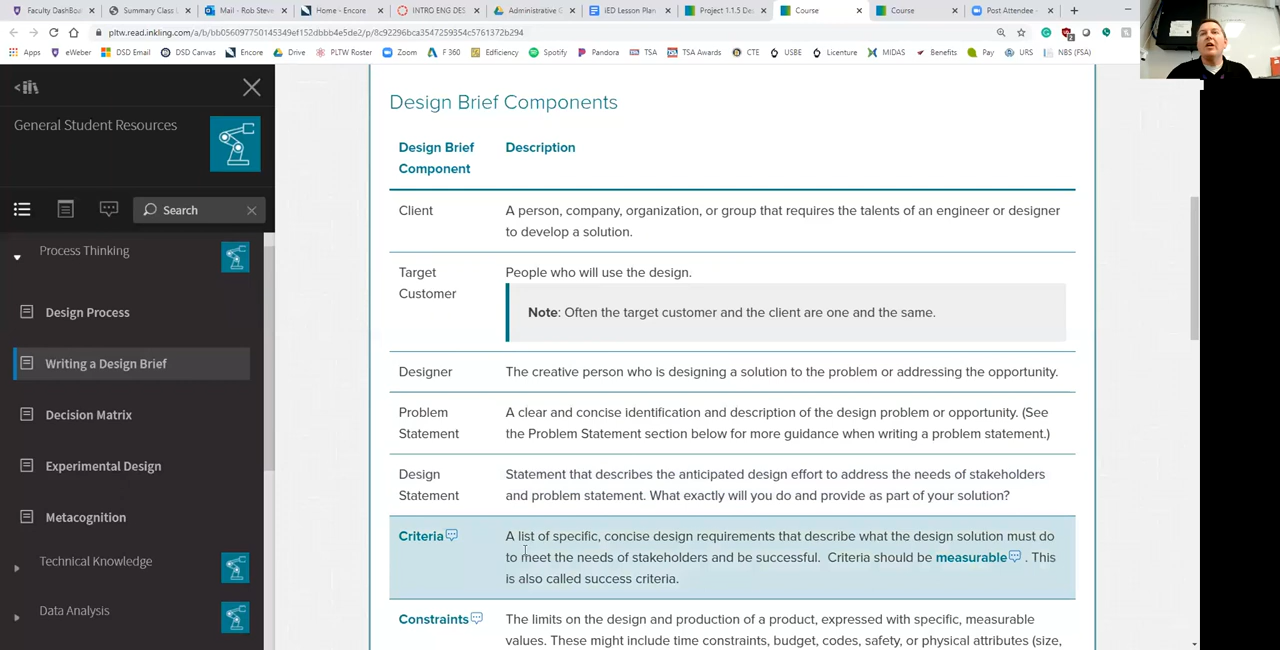 Faculty DashBoa
Summary Class L
Mail - Rob Steve
Home - Encore
INTRO ENG DES
Administrative G
IED Lesson Plan
Project 1.1.5 De
Course
Course
Post Attendee -
pltw.read.inkling.com/a/b/bb056097750145349ef152dbbb4e5de2/p/8c92296bca3547259354c5761372b294
Apps
eWeber
DSD Email
DSD Canvas
Encore
Drive
PLTW Roster
Zoom
F 360
Edficiency
Spotify
Pandora
TSA
TSA Awards
CTE
USBE
Licenture
MIDAS
Benefits
Pay
URS
NBS (FSA)
General Student Resources
Search
Process Thinking
Design Process
Writing a Design Brief
Decision Matrix
Experimental Design
Metacognition
Technical Knowledge
Data Analysis
Design Brief Components
Design Brief
Component
Description
Client
A person, company, organization, or group that requires the talents of an engineer or designer
to develop a solution.
Target
Customer
People who will use the design.
Note: Often the target customer and the client are one and the same.
Designer
The creative person who is designing a solution to the problem or addressing the opportunity.
Problem
Statement
A clear and concise identification and description of the design problem or opportunity. (See
the Problem Statement section below for more guidance when writing a problem statement.)
Design
Statement
Statement that describes the anticipated design effort to address the needs of stakeholders
and problem statement. What exactly will you do and provide as part of your solution?
Criteria
A list of specific, concise design requirements that describe what the design solution must do
to meet the needs of stakeholders and be successful. Criteria should be measurable . This
is also called success criteria.
Constraints
The limits on the design and production of a product, expressed with specific, measurable
values. These might include time constraints, budget, codes, safety, or physical attributes (size,